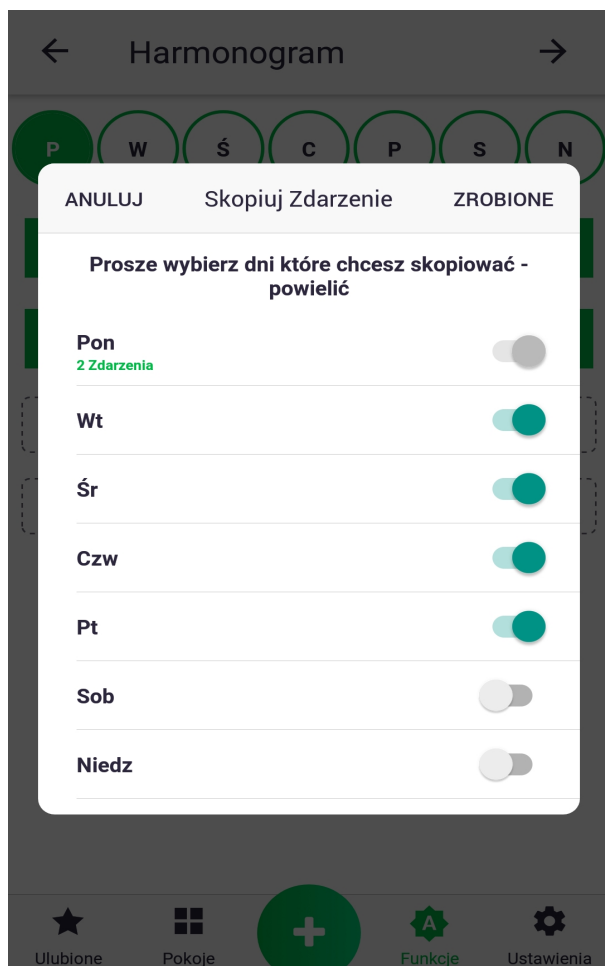 Harmonogram
P W Ś C P S N
ANULUJ Skopiuj Zdarzenie ZROBIONE
Prosze wybierz dni które chcesz skopiować -
powielić
Pon
2 Zdarzenia
Wt
Śr
Czw
Pt
Sob
Niedz
A
Ulubione Pokoje Funkcje Ustawienia